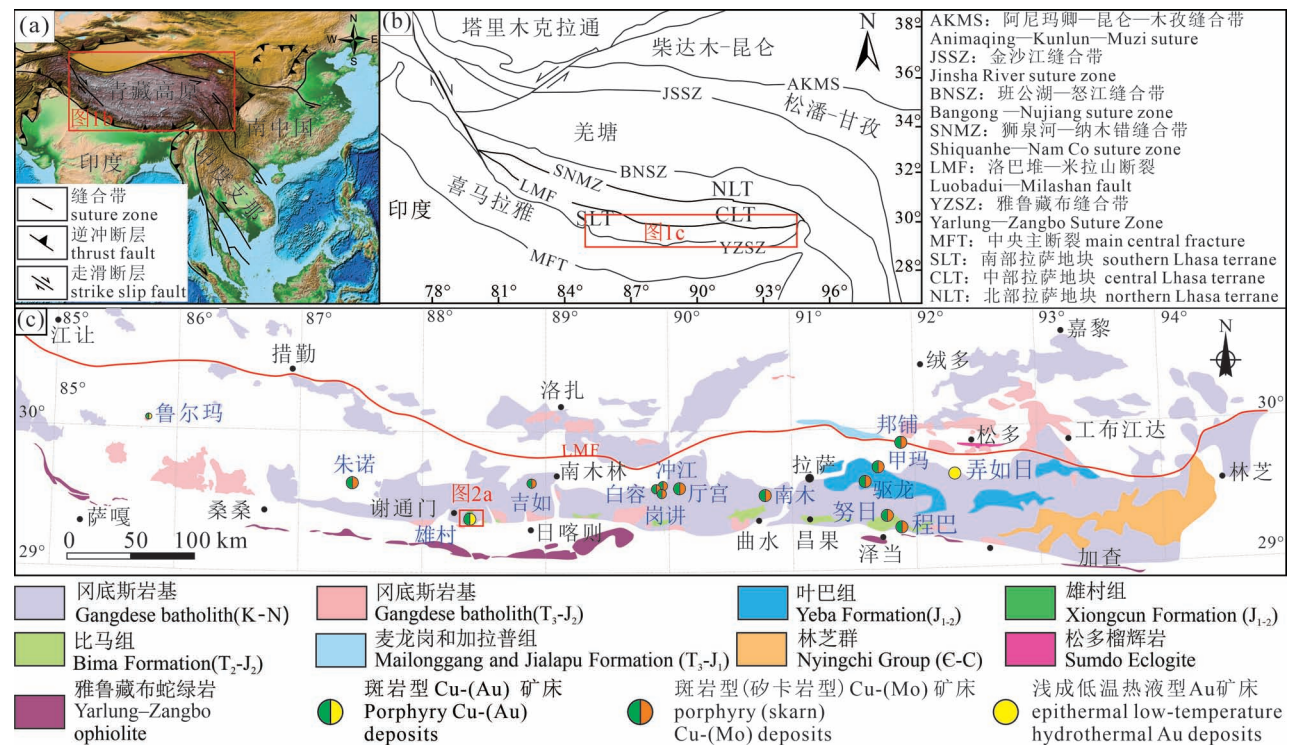 (a)
N
W
E
S
青藏高原
图1b
南中国
印度
缝合带
suture zone
逆冲断层
thrust fault
走滑断层
strike slip fault
(b)
塔里木克拉通
柴达木-昆仑
N
38°
36°
34°
32°
30°
28°
AKMS
JSSZ
松潘-甘孜
羌塘
BNSZ
SNMZ
NLT
LMF
CLT
SLT
喜马拉雅
印度
图1c
YZSZ
MFT
78°
81°
84°
87°
90°
93°
96°
AKMS：阿尼玛卿—昆仑—木孜缝合带
Animaqing—Kunlun—Muzi suture
JSSZ：金沙江缝合带
Jinsha River suture zone
BNSZ：班公湖—怒江缝合带
Bangong—Nujiang suture zone
SNMZ：狮泉河—纳木错缝合带
Shiquanhe—Nam Co suture zone
LMF：洛巴堆—米拉山断裂
Luobadui—Milashan fault
YZSZ：雅鲁藏布缝合带
Yarlung—Zangbo Suture Zone
MFT：中央主断裂 main central fracture
SLT：南部拉萨地块 southern Lhasa terrane
CLT：中部拉萨地块 central Lhasa terrane
NLT：北部拉萨地块 northern Lhasa terrane
(c)
85°
86°
87°
88°
89°
90°
91°
92°
93°
94°
N
江让
措勤
绒多
嘉黎
85°
洛扎
30°
鲁尔玛
30°
邦铺
松多
工布江达
LMF
朱诺
南木林
冲江
拉萨
甲玛
弄如日
林芝
图2a
吉如
白容
厅宫
南木
驱龙
谢通门
岗讲
努日
萨嘎
桑桑
雄村
日喀则
曲水
昌果
程巴
泽当
加查
29°
29°
0 50 100 km
冈底斯岩基
Gangdese batholith(K-N)
冈底斯岩基
Gangdese batholith(T₃-J₂)
叶巴组
Yeba Formation(J₁₋₂)
雄村组
Xiongcun Formation (J₁₋₂)
比马组
Bima Formation(T₂-J₂)
麦龙岗和加拉普组
Mailonggang and Jialapu Formation (T₃-J₁)
林芝群
Nyingchi Group (Є-C)
松多榴辉岩
Sumdo Eclogite
雅鲁藏布蛇绿岩
Yarlung–Zangbo
ophiolite
斑岩型 Cu-(Au) 矿床
Porphyry Cu-(Au)
deposits
斑岩型(矽卡岩型) Cu-(Mo) 矿床
porphyry (skarn)
Cu-(Mo) deposits
浅成低温热液型Au矿床
epithermal low-temperature
hydrothermal Au deposits